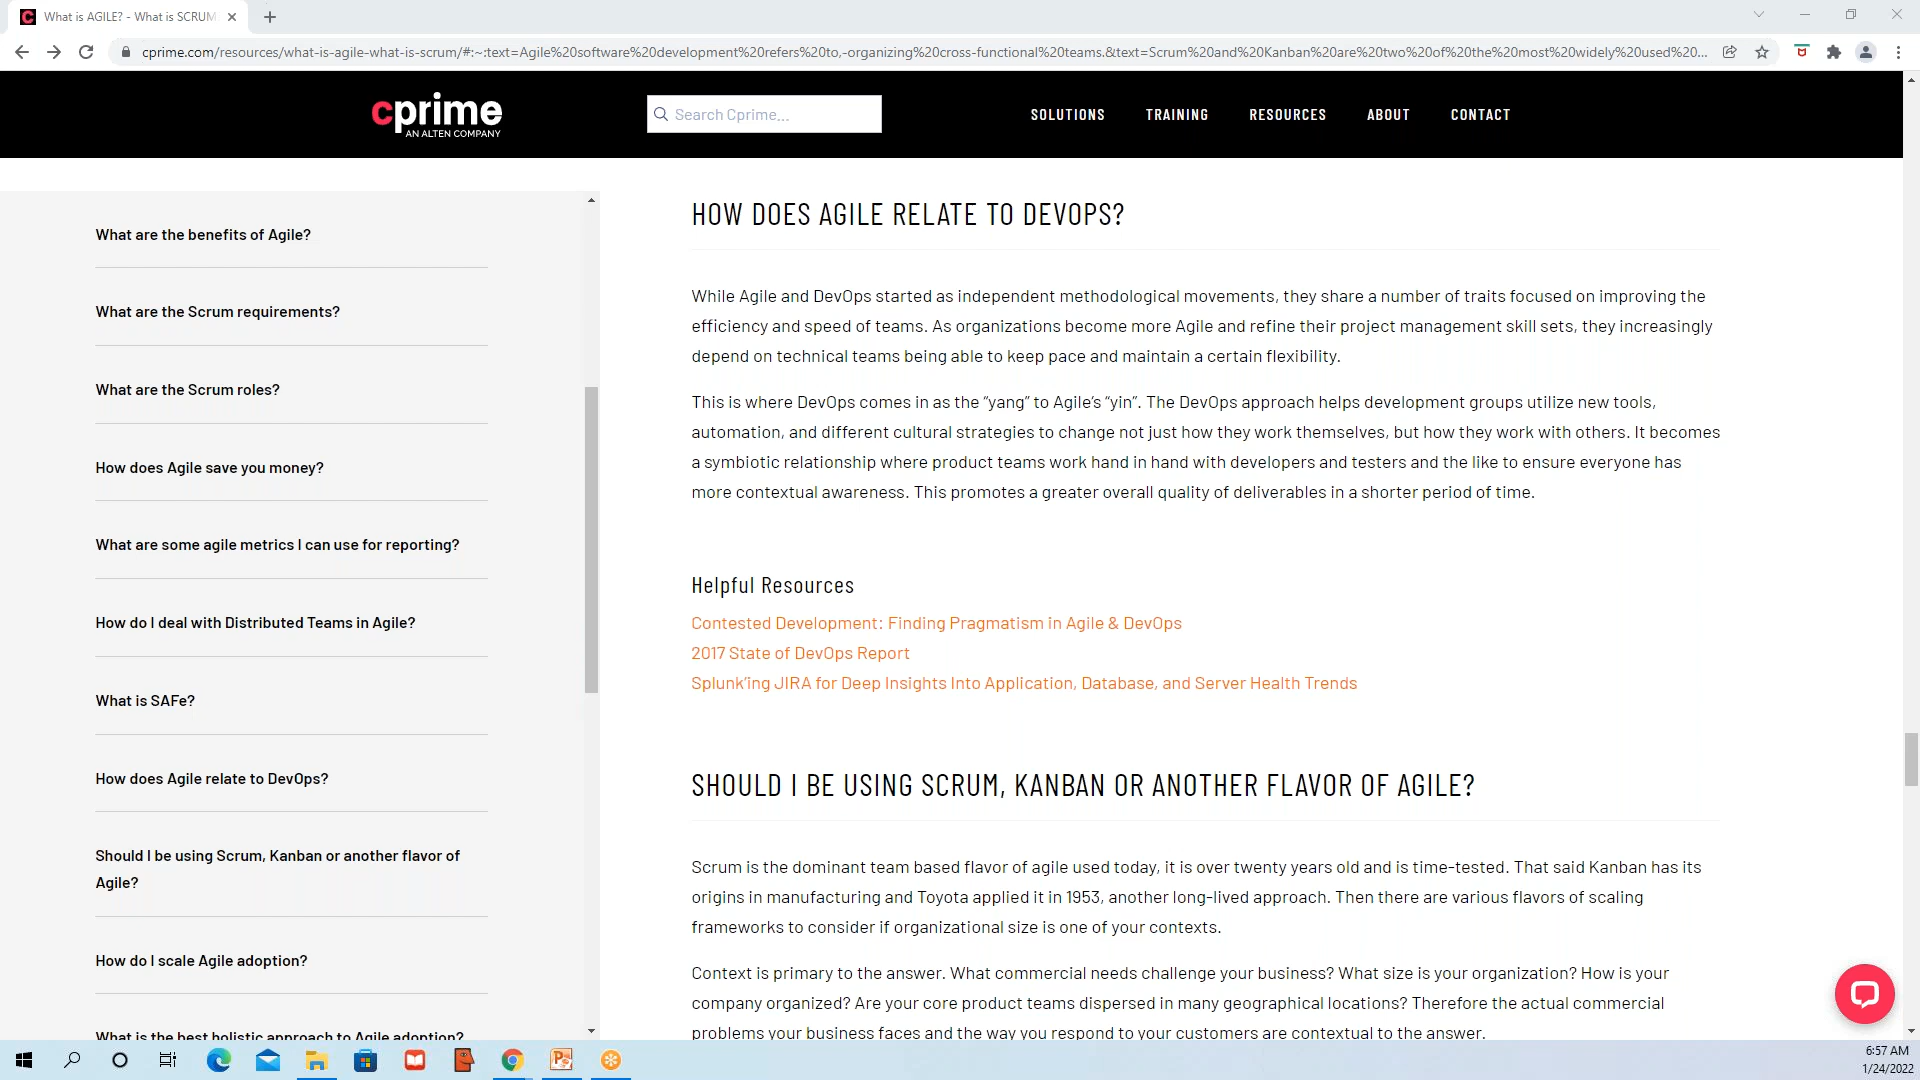 What is AGILE? - What is SCRUM
cprime.com/resources/what-is-agile-what-is-scrum/#:~:text=Agile%20software%20development%20refers%20to,-organizing%20cross-functional%20teams.&text=Scrum%20and%20Kanban%20are%20two%20of%20the%20most%20widely%20used%20...
cprime
AN ALTEN COMPANY
Search Cprime...
SOLUTIONS
TRAINING
RESOURCES
ABOUT
CONTACT
What are the benefits of Agile?
What are the Scrum requirements?
What are the Scrum roles?
How does Agile save you money?
What are some agile metrics I can use for reporting?
How do I deal with Distributed Teams in Agile?
What is SAFe?
How does Agile relate to DevOps?
Should I be using Scrum, Kanban or another flavor of
Agile?
How do I scale Agile adoption?
What is the best holistic approach to Agile adoption?
HOW DOES AGILE RELATE TO DEVOPS?
While Agile and DevOps started as independent methodological movements, they share a number of traits focused on improving the
efficiency and speed of teams. As organizations become more Agile and refine their project management skill sets, they increasingly
depend on technical teams being able to keep pace and maintain a certain flexibility.
This is where DevOps comes in as the “yang” to Agile’s “yin”. The DevOps approach helps development groups utilize new tools,
automation, and different cultural strategies to change not just how they work themselves, but how they work with others. It becomes
a symbiotic relationship where product teams work hand in hand with developers and testers and the like to ensure everyone has
more contextual awareness. This promotes a greater overall quality of deliverables in a shorter period of time.
Helpful Resources
Contested Development: Finding Pragmatism in Agile & DevOps
2017 State of DevOps Report
Splunk’ing JIRA for Deep Insights Into Application, Database, and Server Health Trends
SHOULD I BE USING SCRUM, KANBAN OR ANOTHER FLAVOR OF AGILE?
Scrum is the dominant team based flavor of agile used today, it is over twenty years old and is time-tested. That said Kanban has its
origins in manufacturing and Toyota applied it in 1953, another long-lived approach. Then there are various flavors of scaling
frameworks to consider if organizational size is one of your contexts.
Context is primary to the answer. What commercial needs challenge your business? What size is your organization? How is your
company organized? Are your core product teams dispersed in many geographical locations? Therefore the actual commercial
problems your business faces and the way you respond to your customers are contextual to the answer.
6:57 AM
1/24/2022